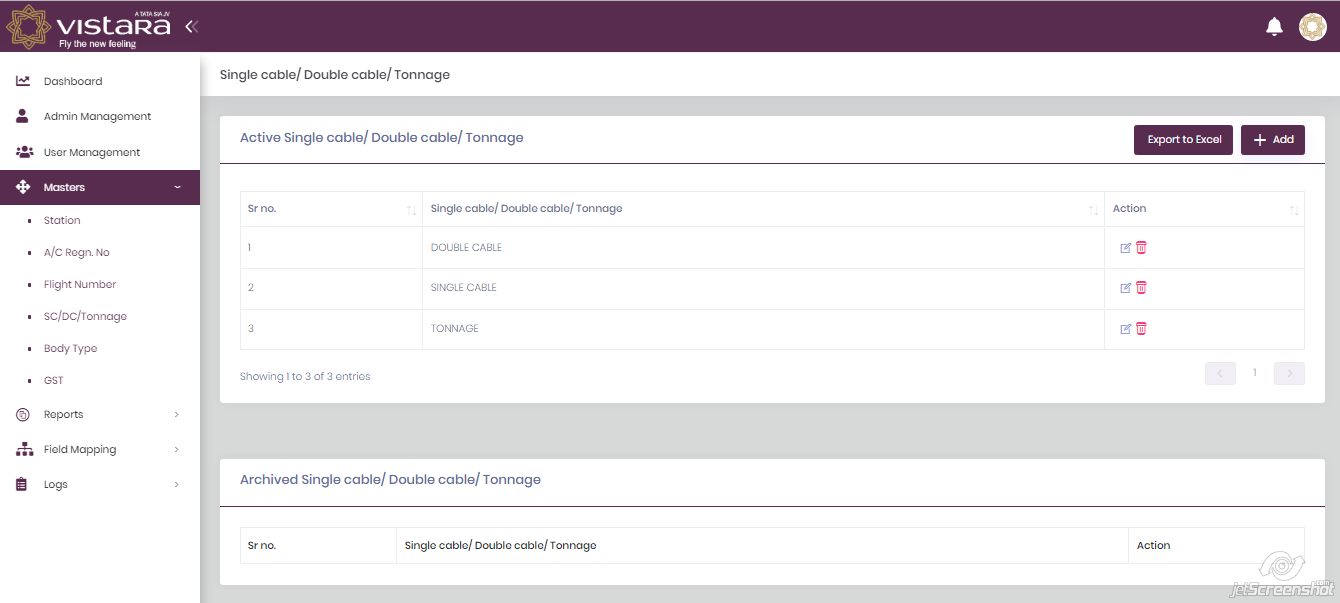 A TATA SIA JV
VISTARA
Fly the new feeling
Dashboard
Admin Management
User Management
Masters
Station
A/C Regn. No
Flight Number
SC/DC/Tonnage
Body Type
GST
Reports
Field Mapping
Logs
Single cable/ Double cable/ Tonnage
Active Single cable/ Double cable/ Tonnage
Export to Excel
Add
Sr no. Single cable/ Double cable/ Tonnage Action
1 DOUBLE CABLE
2 SINGLE CABLE
3 TONNAGE
Showing 1 to 3 of 3 entries
1
Archived Single cable/ Double cable/ Tonnage
Sr no. Single cable/ Double cable/ Tonnage Action
jetScreenshot.com